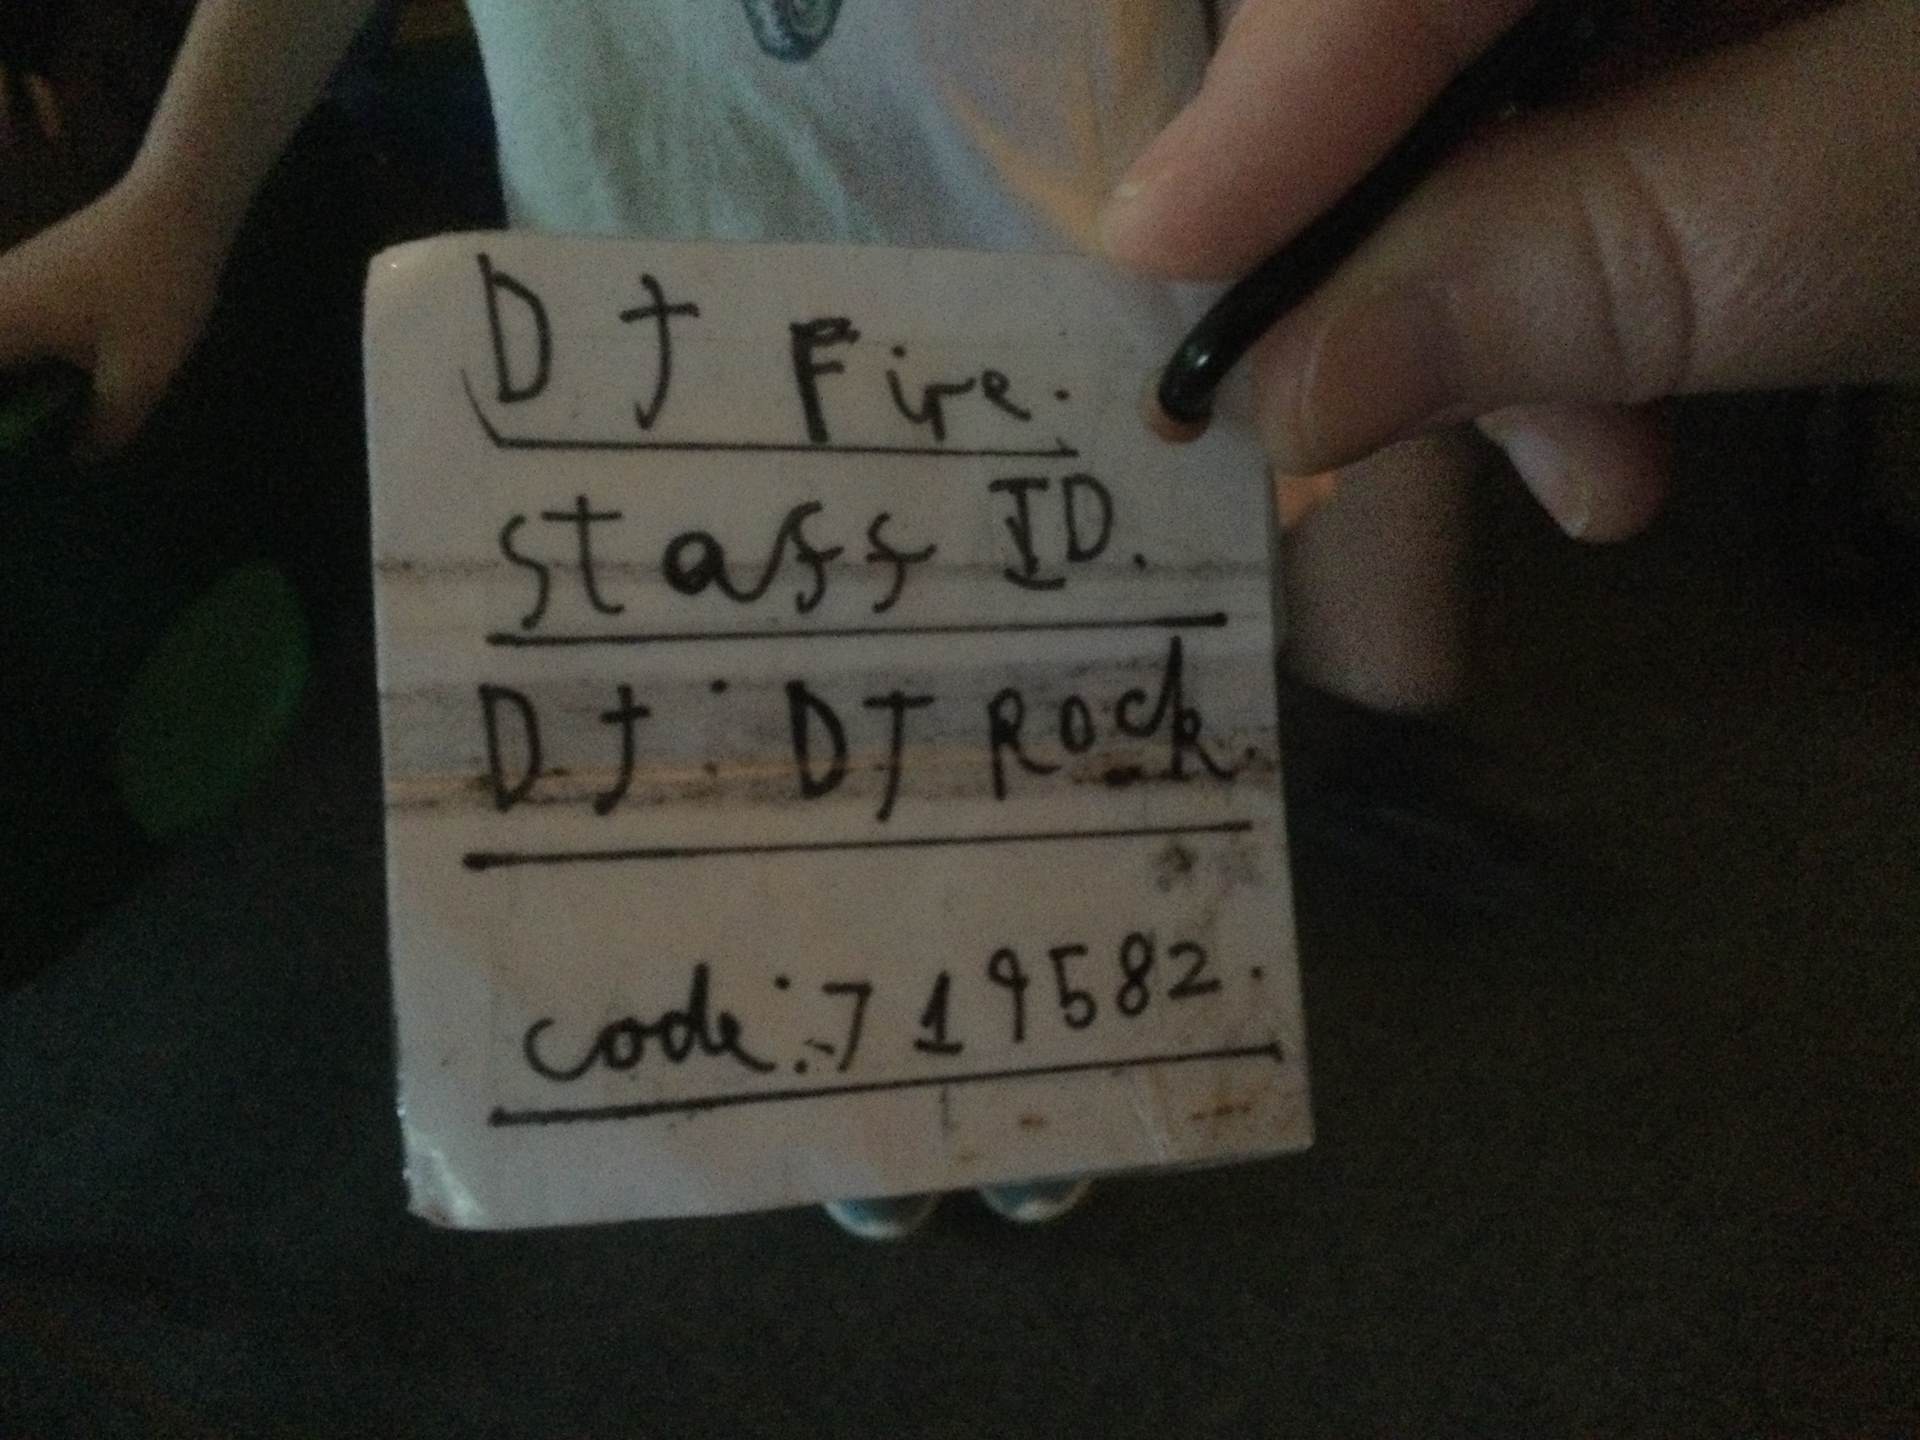 DJ Fire.
Staff ID.
DJ: DJ Rock.
code: 719582.